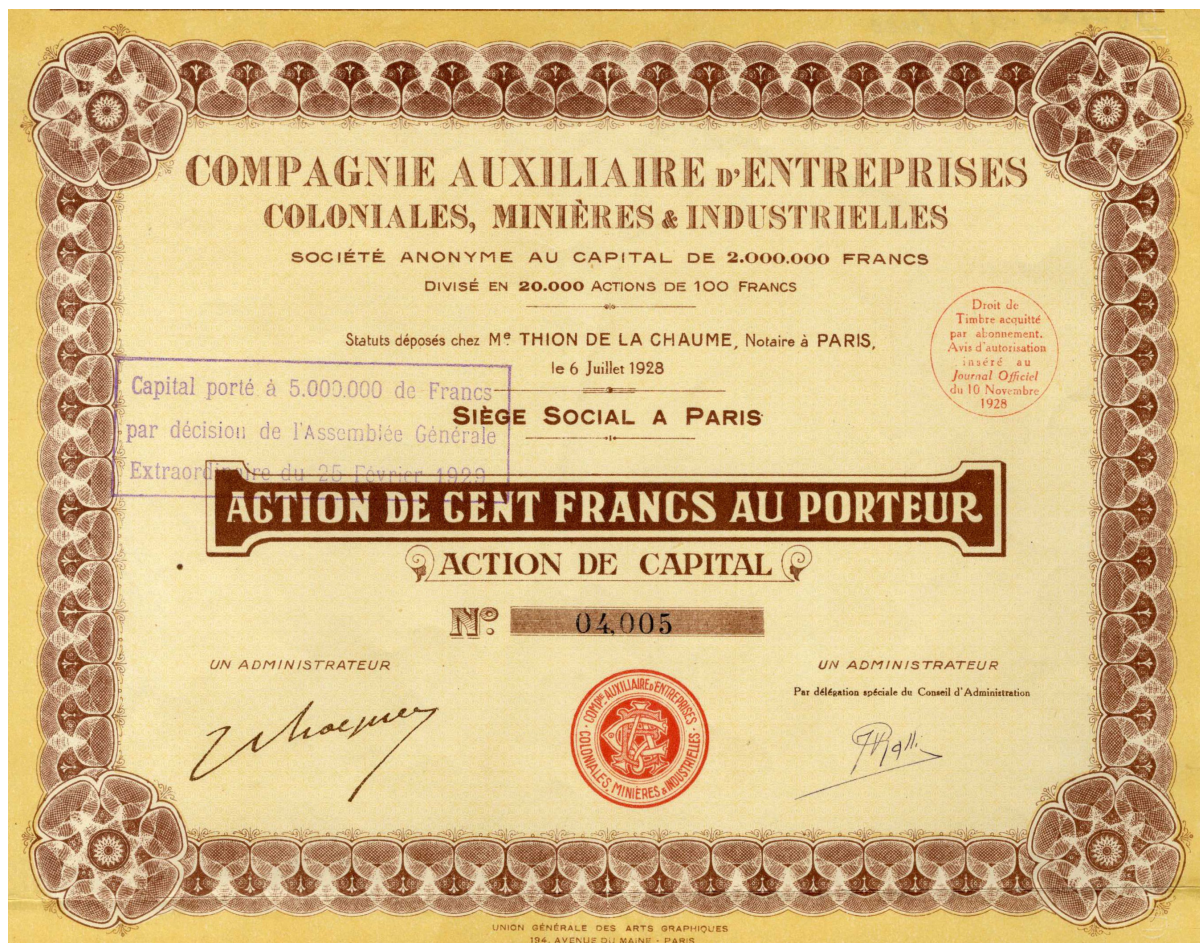 COMPAGNIE AUXILIAIRE D'ENTREPRISES
COLONIALES, MINIÈRES & INDUSTRIELLES
SOCIÉTÉ ANONYME AU CAPITAL DE 2.000.000 FRANCS
DIVISÉ EN 20.000 ACTIONS DE 100 FRANCS
Statuts déposés chez Me THION DE LA CHAUME, Notaire à PARIS,
le 6 Juillet 1928
Droit de
Timbre acquitté
par abonnement.
Avis d'autorisation
inséré au
Journal Officiel
du 10 Novembre
1928
Capital porté à 5.000.000 de Francs
par décision de l'Assemblée Générale
Extraordinaire du 25 Février 1929
SIÈGE SOCIAL A PARIS
ACTION DE CENT FRANCS AU PORTEUR
ACTION DE CAPITAL
No. 04,005
UN ADMINISTRATEUR
UN ADMINISTRATEUR
Par délégation spéciale du Conseil d'Administration
COMPie AUXILIAIRE D'ENTREPRISES
COLONIALES, MINIÈRES & INDUSTRIELLES
UNION GÉNÉRALE DES ARTS GRAPHIQUES
194, AVENUE DU MAINE - PARIS